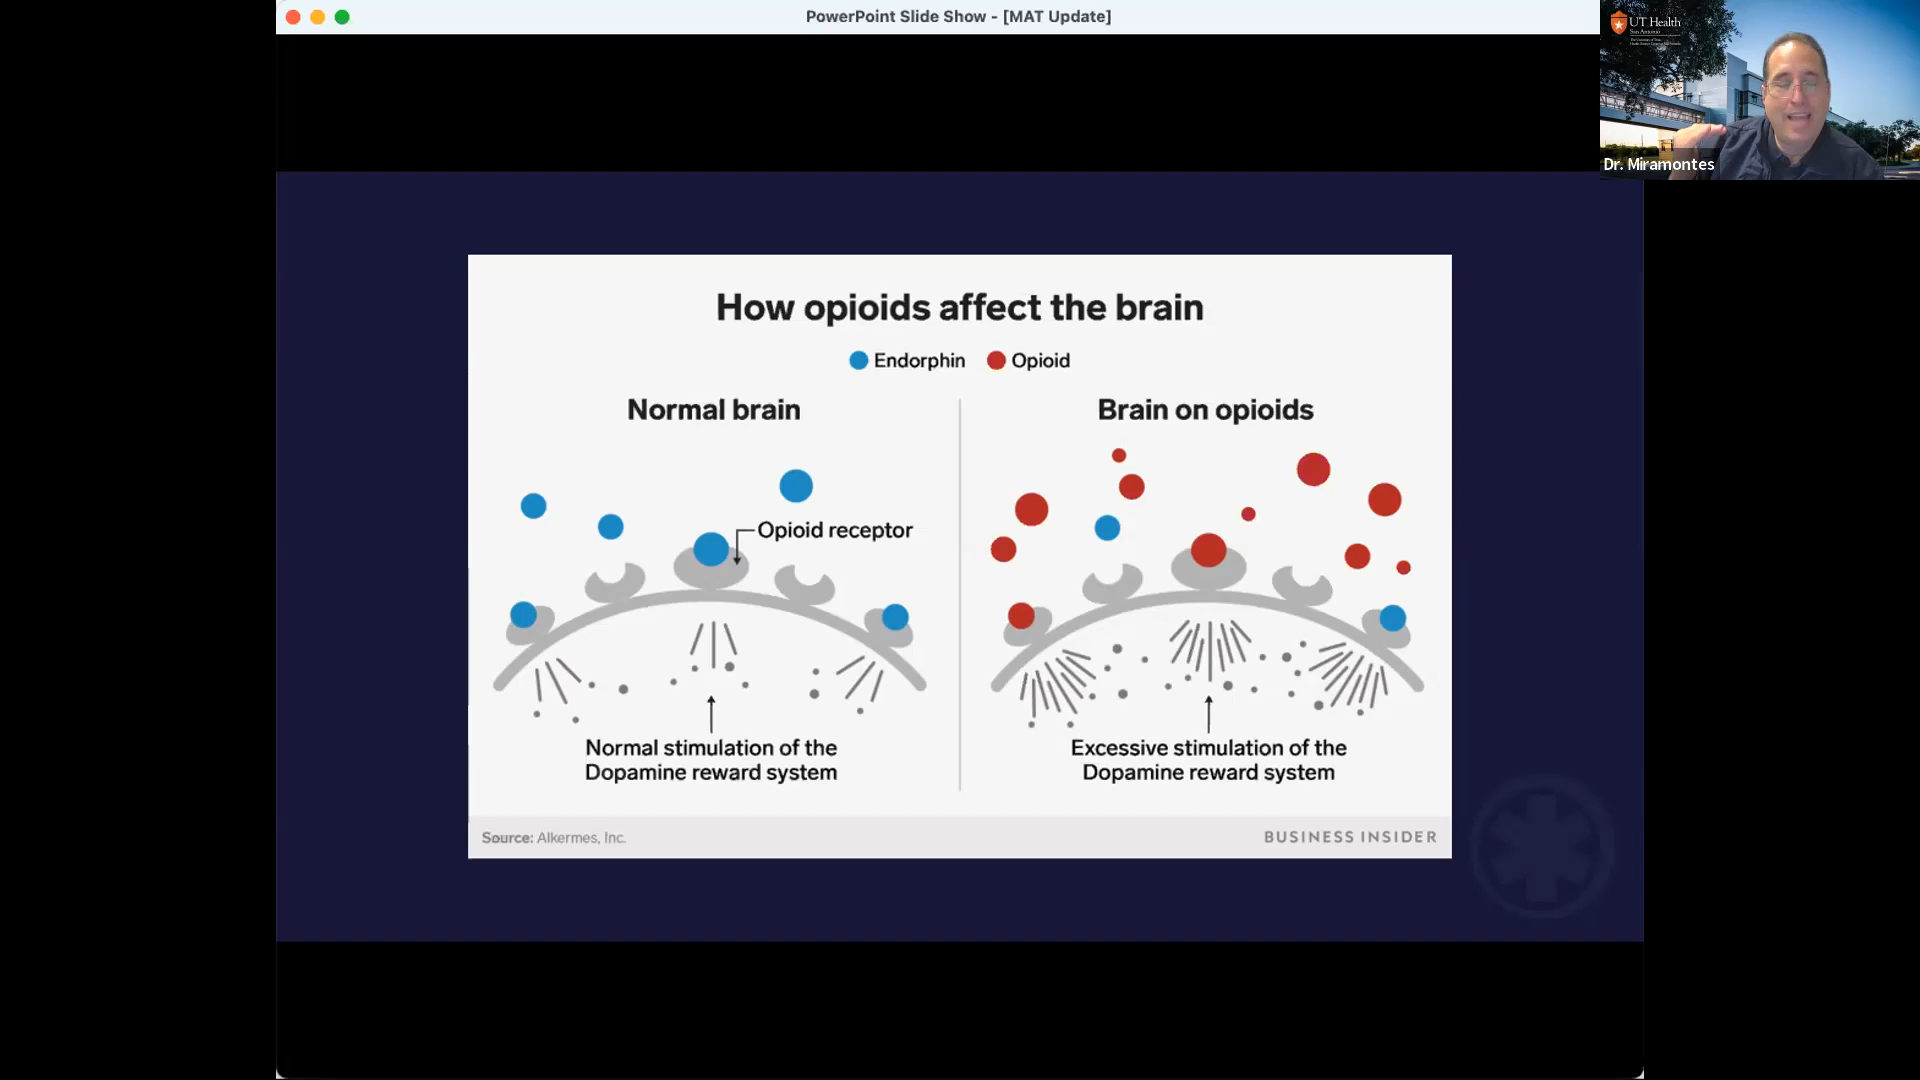 PowerPoint Slide Show - [MAT Update]
UT Health
San Antonio
Dr. Miramontes
How opioids affect the brain
Endorphin
Opioid
Normal brain
Brain on opioids
Opioid receptor
Normal stimulation of the
Dopamine reward system
Excessive stimulation of the
Dopamine reward system
Source: Alkermes, Inc.
BUSINESS INSIDER